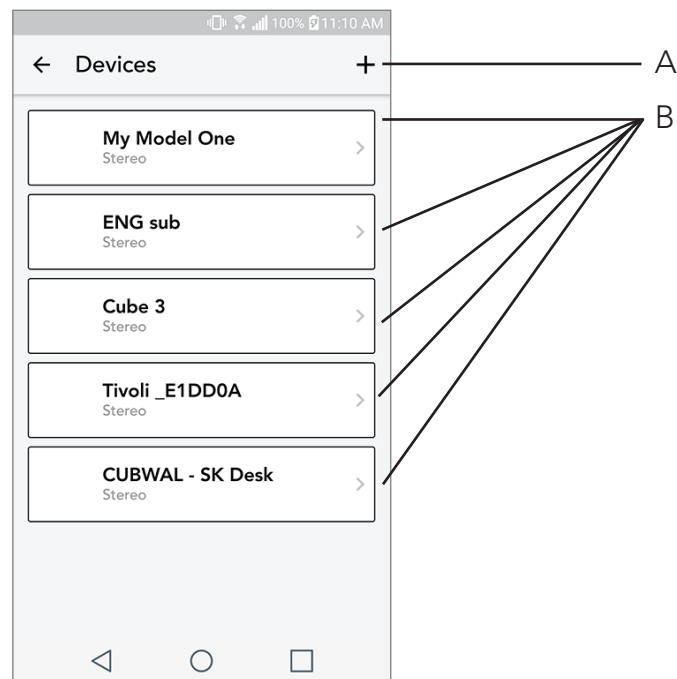 100% 11:10 AM
Devices + A
B
My Model One
Stereo
ENG sub
Stereo
Cube 3
Stereo
Tivoli _E1DD0A
Stereo
CUBWAL - SK Desk
Stereo